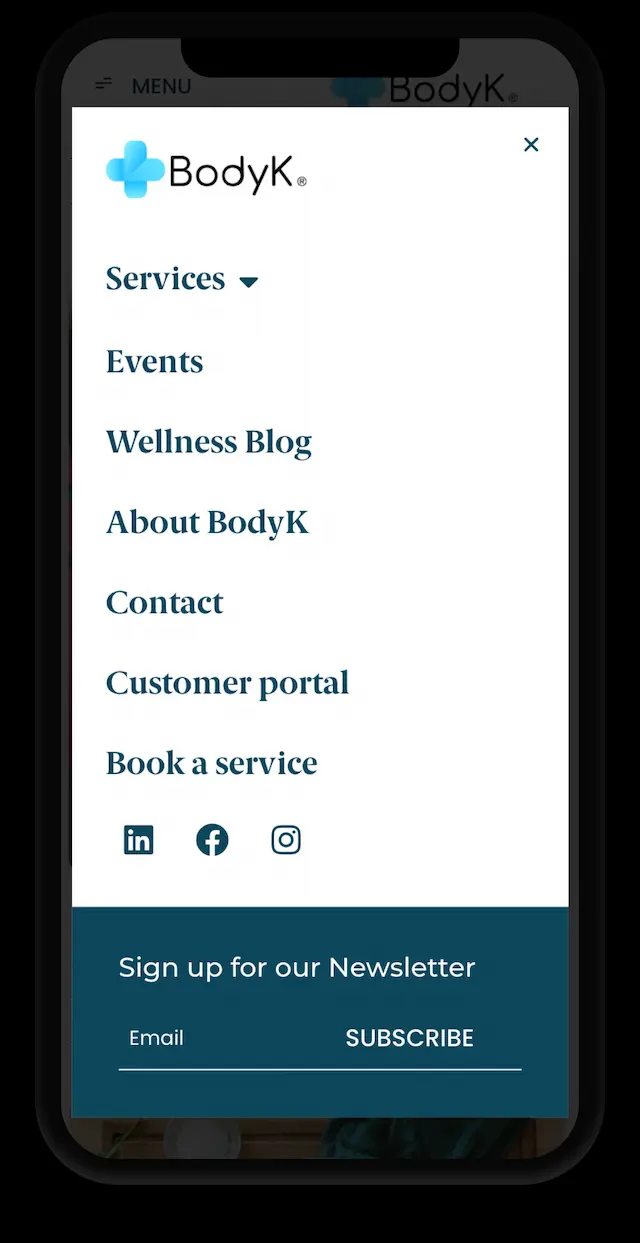 MENU
BodyK®
BodyK®
Services
Events
Wellness Blog
About BodyK
Contact
Customer portal
Book a service
in
Sign up for our Newsletter
Email SUBSCRIBE